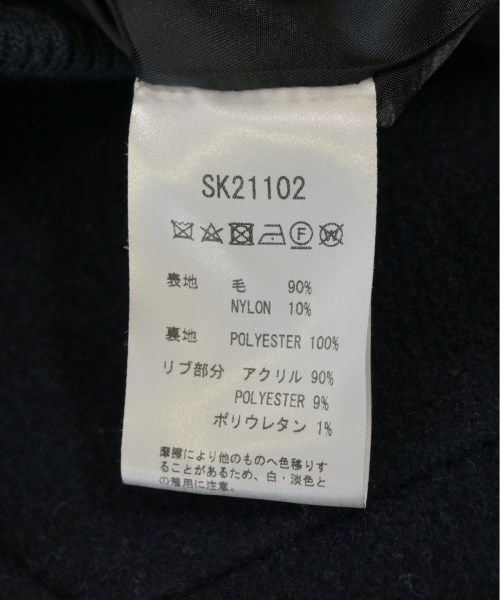 SK21102
F W
表地 毛 90%
NYLON 10%
裏地 POLYESTER 100%
リブ部分 アクリル 90%
POLYESTER 9%
ポリウレタン 1%
摩擦により他のものへ色移りす
ることがあるため、白・淡色と
の着用に注意。